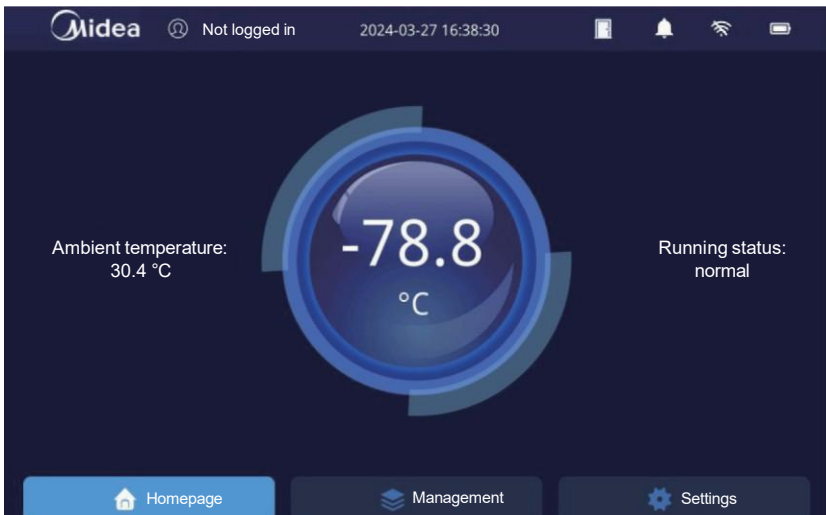 Midea
Not logged in
2024-03-27 16:38:30
Ambient temperature:
30.4 °C
-78.8
°C
Running status:
normal
Homepage
Management
Settings